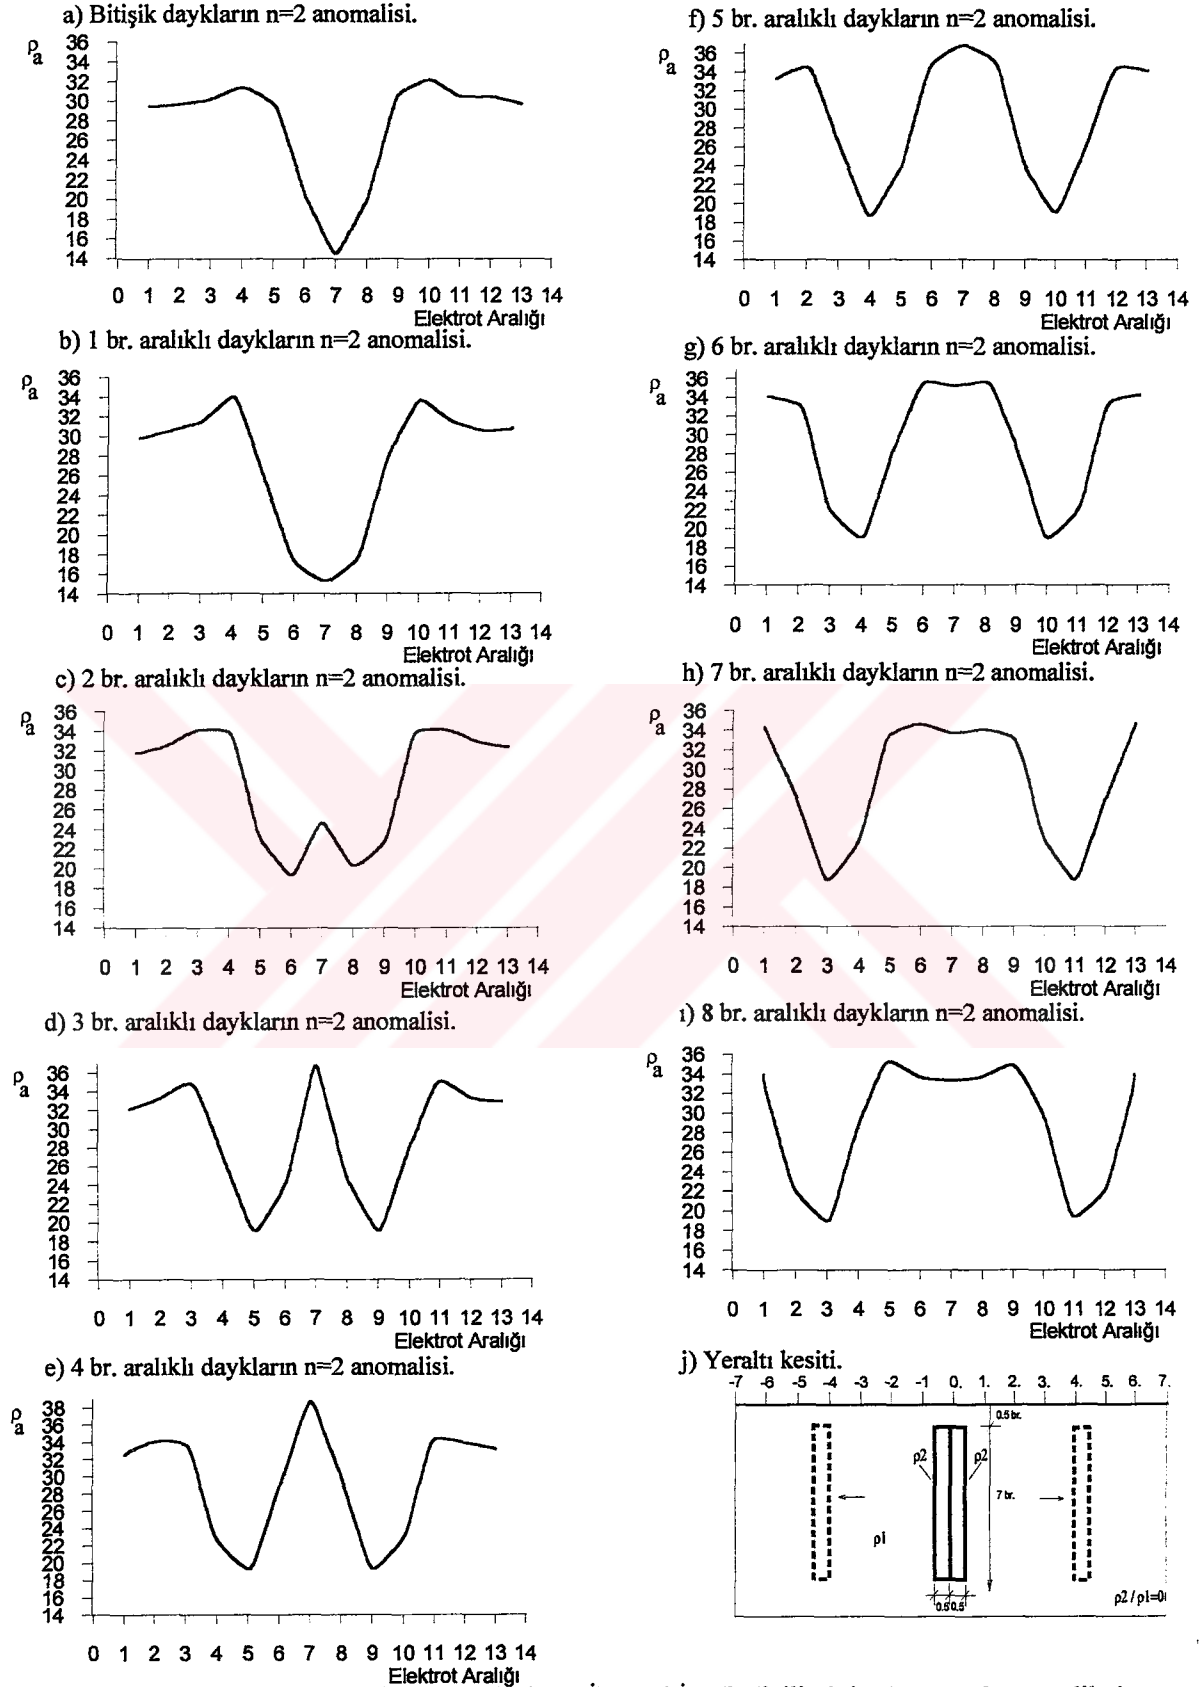 a) Bitişik daykların n=2 anomalisi.
ρa
36
34
32
30
28
26
24
22
20
18
16
14
0 1 2 3 4 5 6 7 8 9 10 11 12 13 14
Elektrot Aralığı
b) 1 br. aralıklı daykların n=2 anomalisi.
ρa
36
34
32
30
28
26
24
22
20
18
16
14
0 1 2 3 4 5 6 7 8 9 10 11 12 13 14
Elektrot Aralığı
c) 2 br. aralıklı daykların n=2 anomalisi.
ρa
36
34
32
30
28
26
24
22
20
18
16
14
0 1 2 3 4 5 6 7 8 9 10 11 12 13 14
Elektrot Aralığı
d) 3 br. aralıklı daykların n=2 anomalisi.
ρa
36
34
32
30
28
26
24
22
20
18
16
14
0 1 2 3 4 5 6 7 8 9 10 11 12 13 14
Elektrot Aralığı
e) 4 br. aralıklı daykların n=2 anomalisi.
ρa
38
36
34
32
30
28
26
24
22
20
18
16
14
0 1 2 3 4 5 6 7 8 9 10 11 12 13 14
Elektrot Aralığı
f) 5 br. aralıklı daykların n=2 anomalisi.
ρa
36
34
32
30
28
26
24
22
20
18
16
14
0 1 2 3 4 5 6 7 8 9 10 11 12 13 14
Elektrot Aralığı
g) 6 br. aralıklı daykların n=2 anomalisi.
ρa
36
34
32
30
28
26
24
22
20
18
16
14
0 1 2 3 4 5 6 7 8 9 10 11 12 13 14
Elektrot Aralığı
h) 7 br. aralıklı daykların n=2 anomalisi.
ρa
36
34
32
30
28
26
24
22
20
18
16
14
0 1 2 3 4 5 6 7 8 9 10 11 12 13 14
Elektrot Aralığı
ı) 8 br. aralıklı daykların n=2 anomalisi.
ρa
36
34
32
30
28
26
24
22
20
18
16
14
0 1 2 3 4 5 6 7 8 9 10 11 12 13 14
Elektrot Aralığı
j) Yeraltı kesiti.
-7 -6 -5 -4 -3 -2 -1 0. 1. 2. 3. 4. 5. 6. 7.
0.5 br.
ρ2 ρ2
7 br.
ρ1
0.5 0.5
ρ2 / ρ1=0